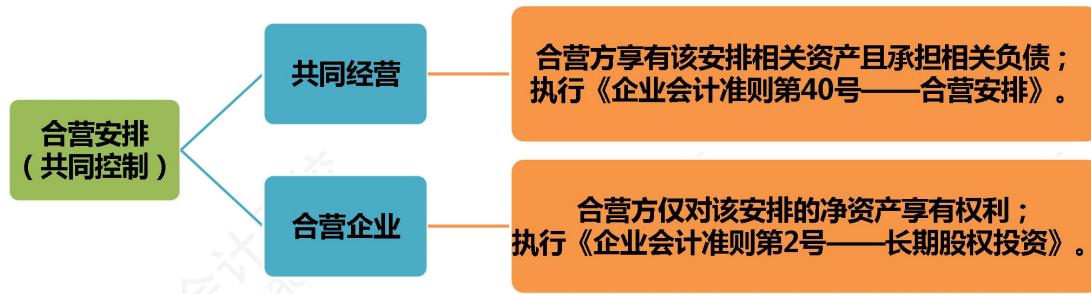 合营安排
（共同控制）
共同经营
合营方享有该安排相关资产且承担相关负债；
执行《企业会计准则第40号——合营安排》。
合营企业
合营方仅对该安排的净资产享有权利；
执行《企业会计准则第2号——长期股权投资》。